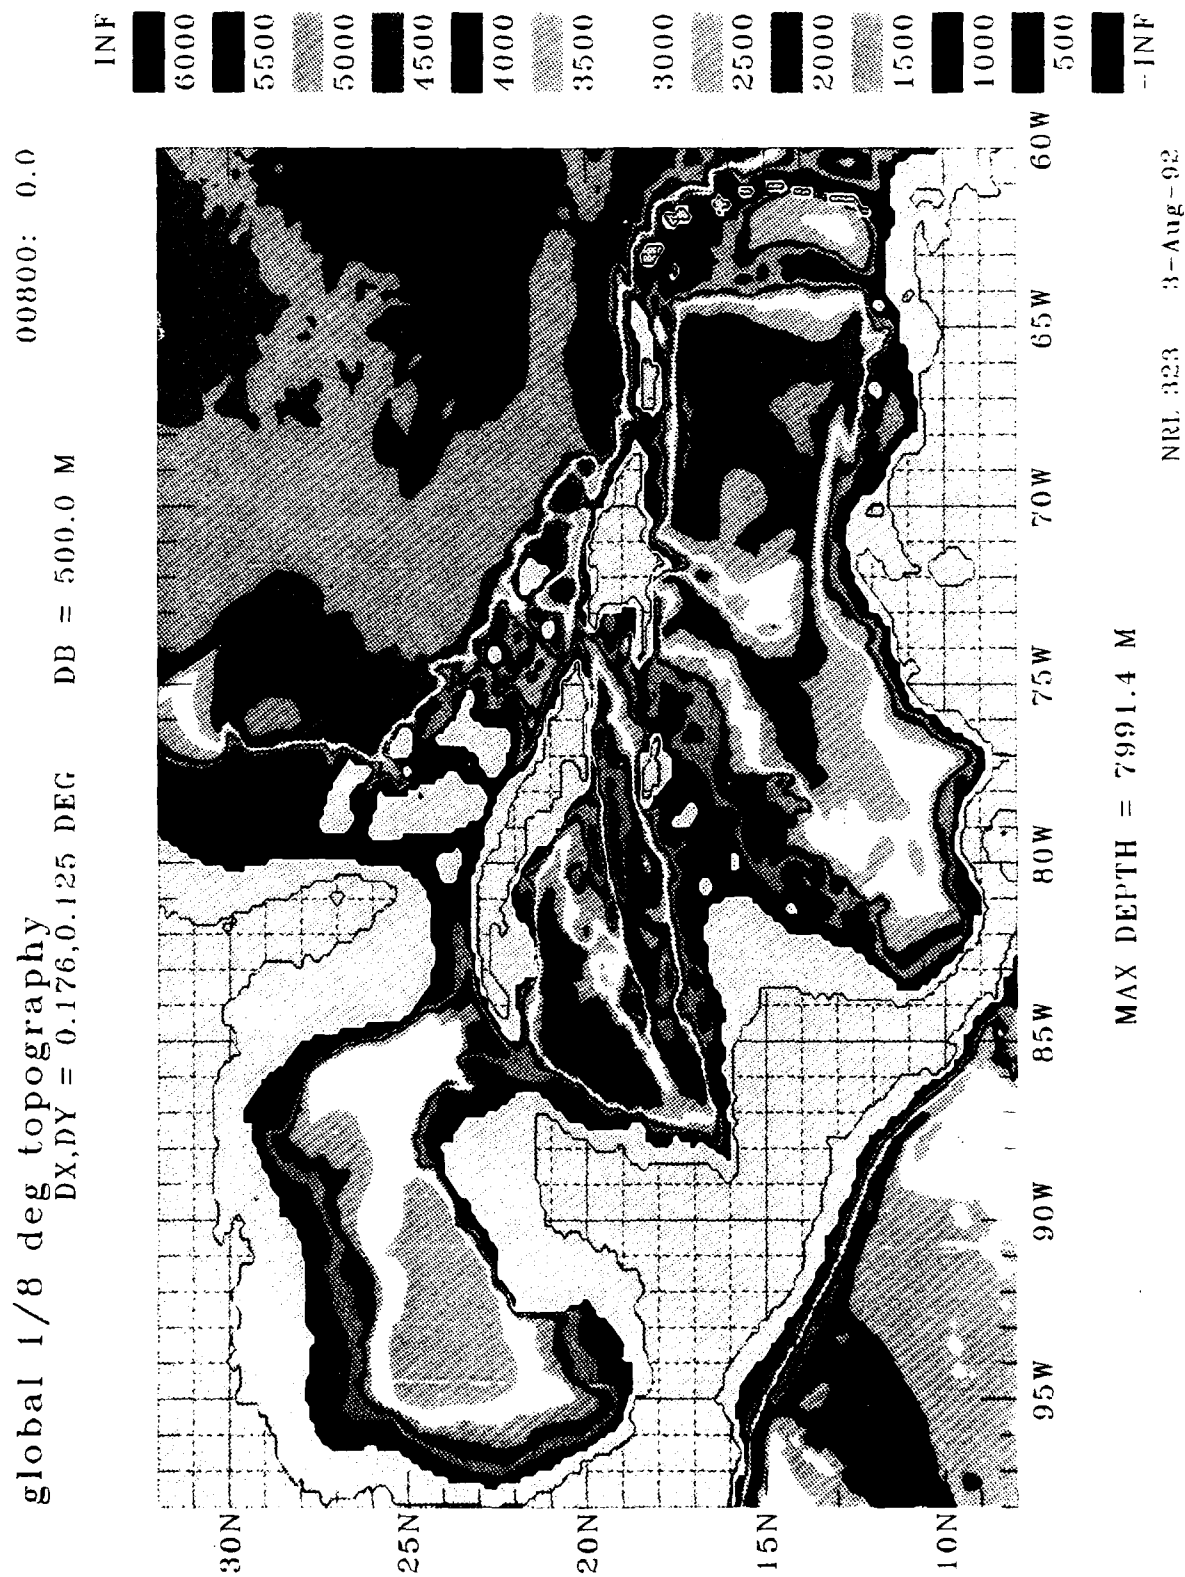 global 1/8 deg topography
00800: 0.0
DX,DY = 0.176,0.125 DEG DB = 500.0 M
30N
25N
20N
15N
10N
95W
90W
85W
80W
75W
70W
65W
60W
MAX DEPTH = 7991.4 M
NRL 323 3-Aug-92
INF
6000
5500
5000
4500
4000
3500
3000
2500
2000
1500
1000
500
-INF